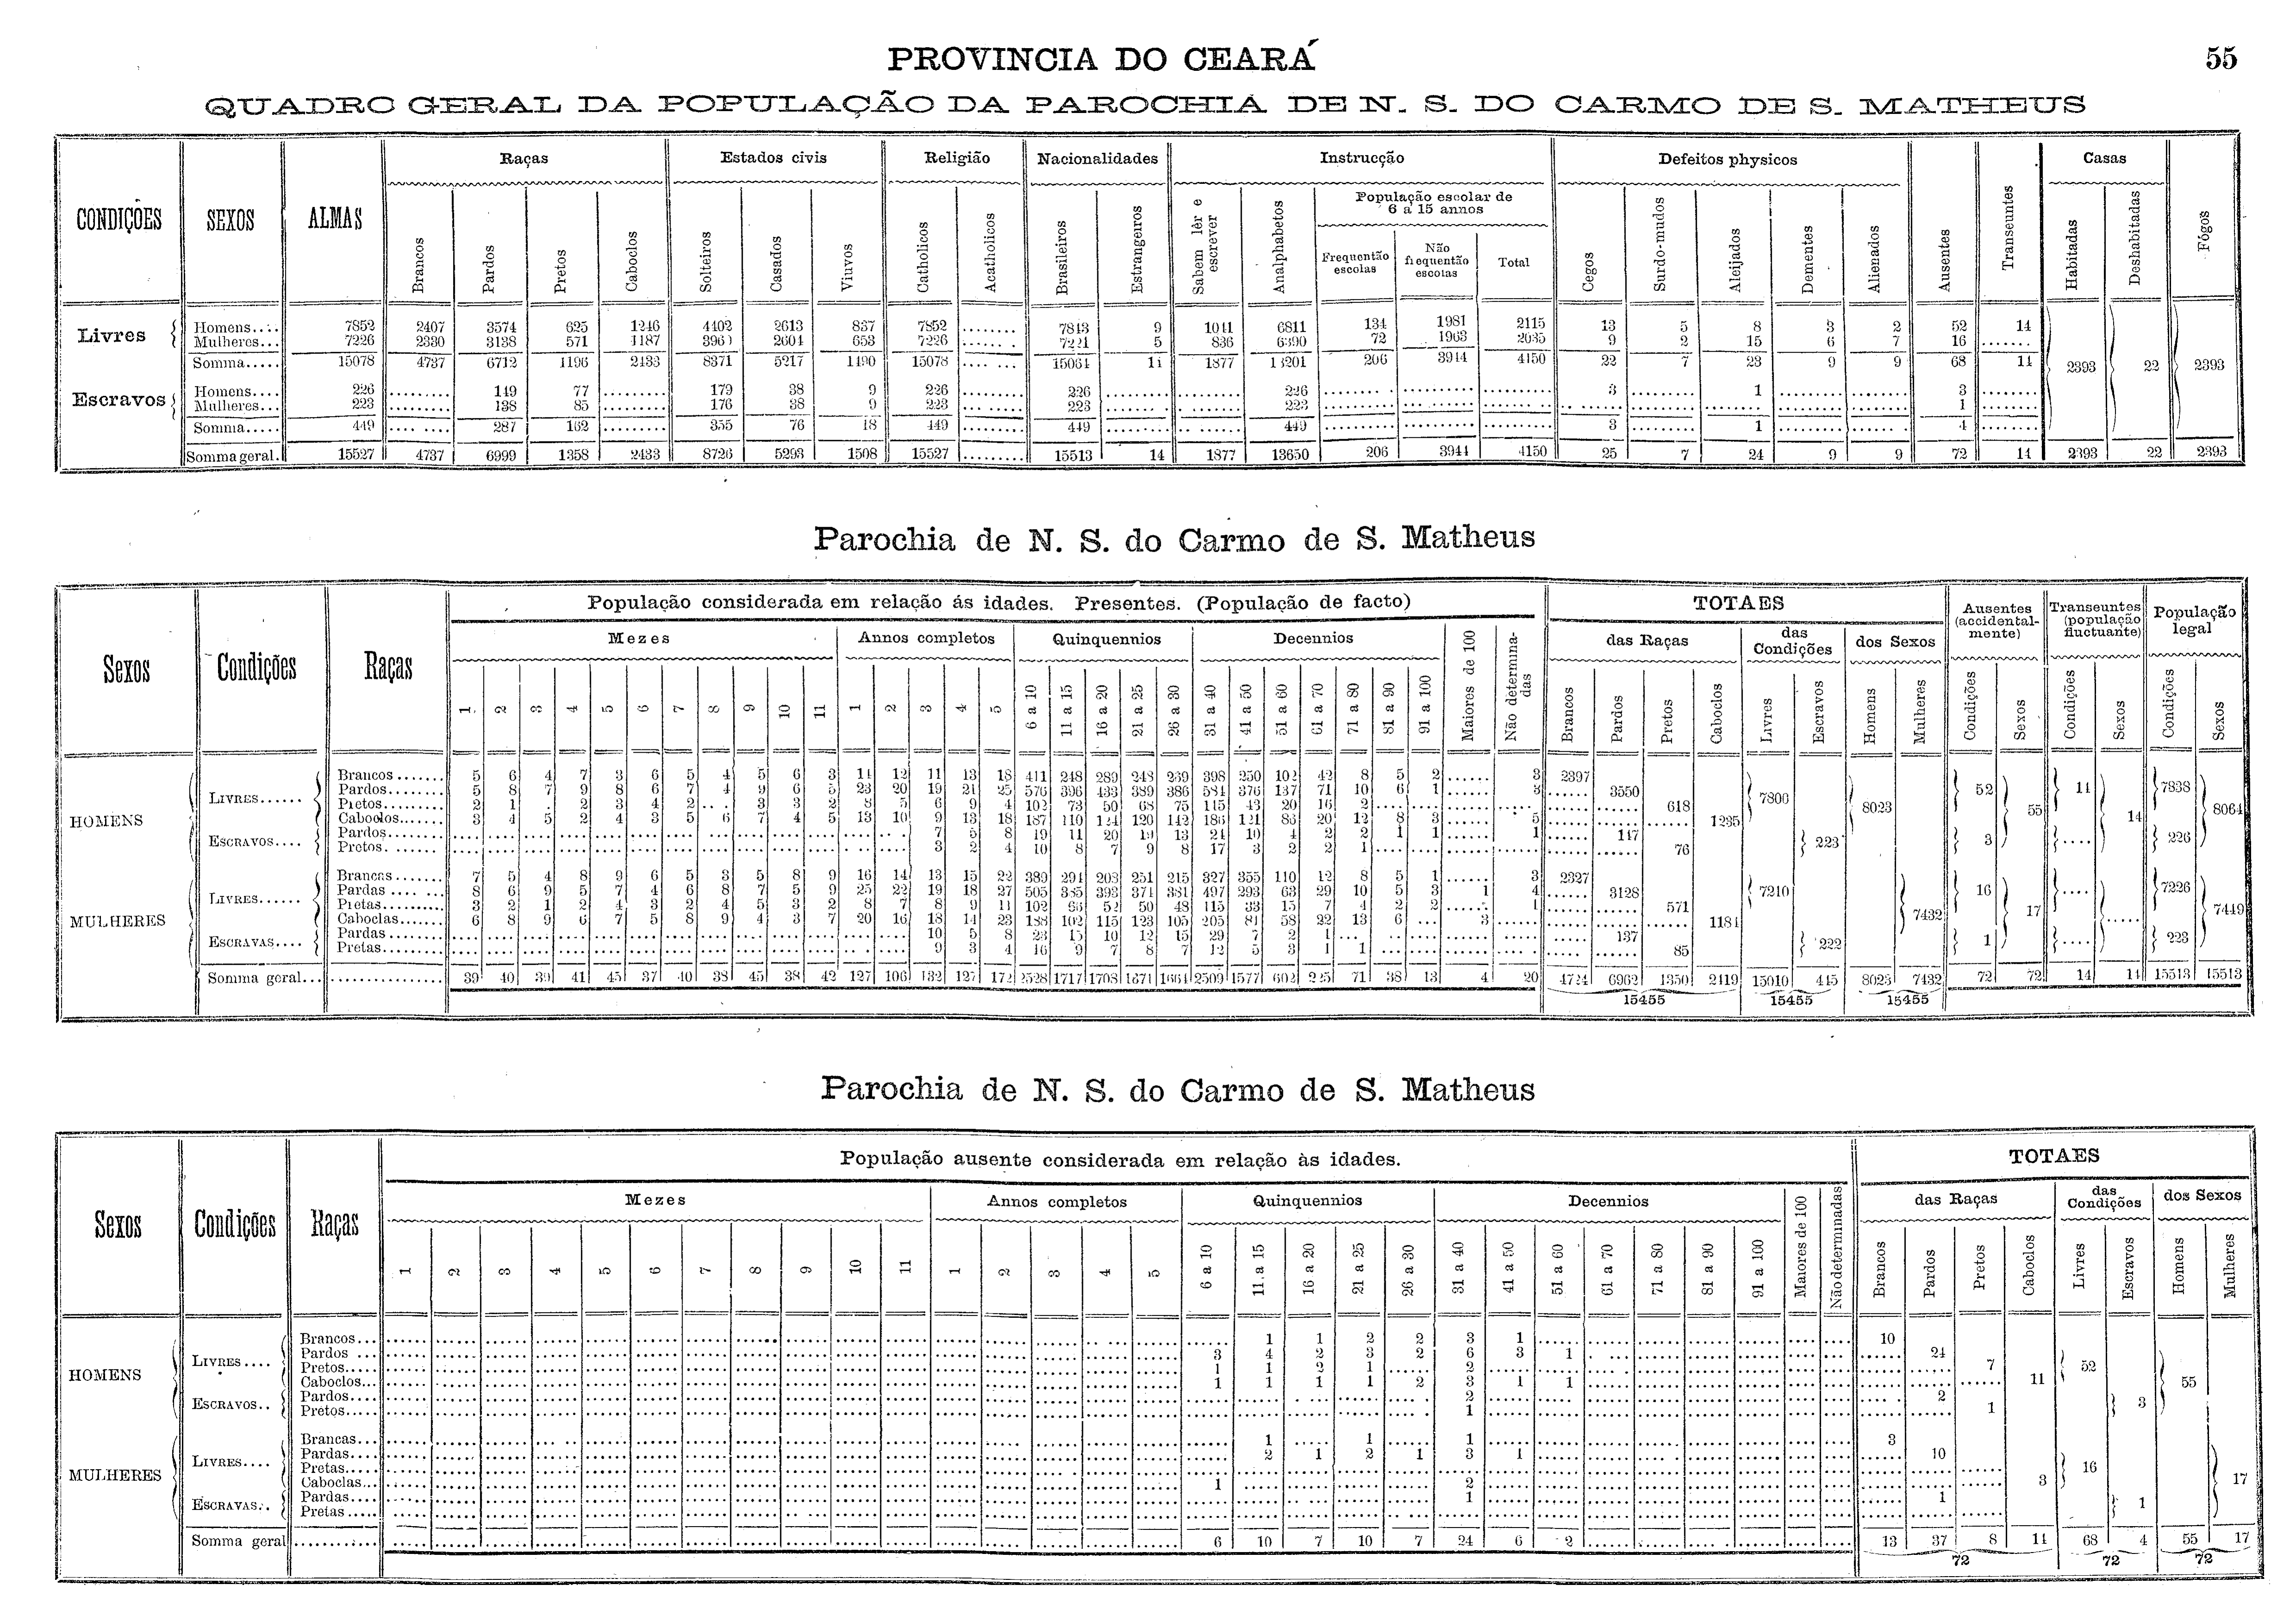 PROVINCIA DO CEARÁ
55
QUADRO GERAL DA POPULAÇÃO DA PAROCHIA DE N. S. DO CARMO DE S. MATHEUS
CONDIÇÕES SEXOS ALMAS Raças Estados civis Religião Nacionalidades Instrucção Defeitos physicos Ausentes Transeuntes Casas Fógos
Brancos Pardos Pretos Caboclos Solteiros Casados Viuvos Catholicos Acatholicos Brasileiros Estrangeiros Sabem lêr e escrever Analphabetos População escolar de 6 a 15 annos Cegos Surdo-mudos Aleijados Dementes Alienados Habitadas Deshabitadas
Frequentão escolas Não frequentão escolas Total
Livres Homens.... 7852 2407 3574 625 1246 4402 2613 837 7852 ........ 7843 9 1041 6811 134 1981 2115 13 5 8 3 2 52 14
Mulheres... 7226 2330 3138 571 1187 2604 653 7226 7221 5 836 6390 72 1963 2035 9 2 15 6 7 16 .......
Somma..... 15078 4737 6712 1196 2433 8371 5217 1490 15078 15064 14 1877 13201 206 3944 4150 22 7 23 9 9 68 14 2393 22 2393
Escravos Homens.... 226 ........ 149 77 ........ 179 38 9 226 ........ 226 ........ ........ 226 3 1 3
Mulheres... 223 ........ 138 85 ........ 176 38 9 223 ........ 223 223 1
Somma..... 449 287 162 ......... 355 76 18 449 ........ 449 449 3 1 4
Somma geral. 15527 4737 6999 1358 2433 8726 5293 1508 15527 ......... 15513 14 1877 13650 206 3944 4150 25 7 24 9 9 72 14 2393 22 2393
Parochia de N. S. do Carmo de S. Matheus
Sexos Condições Raças População considerada em relação ás idades. Presentes. (População de facto) TOTAES Ausentes (accidental-mente) Transeuntes (população fluctuante) População legal
Mezes Annos completos Quinquennios Decennios Maiores de 100 Não determina-das das Raças das Condições dos Sexos
1 2 3 4 5 6 7 8 9 10 11 1 2 3 4 5 6 a 10 11 a 15 16 a 20 21 a 25 26 a 30 31 a 40 41 a 50 51 a 60 61 a 70 71 a 80 81 a 90 91 a 100 Brancos Pardos Pretos Caboclos Livres Escravos Homens Mulheres Condições Sexos Condições Sexos Condições Sexos
HOMENS LIVRES...... Brancos....... 5 6 4 7 3 6 5 4 5 6 3 14 12 11 13 18 411 248 289 248 269 398 250 102 42 8 5 2 ...... 3 2397
Pardos........ 5 8 7 9 8 6 7 4 9 6 5 23 20 19 21 25 576 396 433 389 386 584 376 137 71 10 6 1 ...... 3 3550
Pretos......... 2 1 . 2 3 4 2 3 3 2 8 5 6 9 4 102 73 50 68 75 115 43 20 16 2 618
Caboclos...... 3 4 5 2 4 3 5 6 7 4 5 13 10 9 13 18 187 110 124 120 142 186 121 86 20 12 8 3 5 1235
7800 8023 52 55 14 14 7838 8064
ESCRAVOS.... Pardos........ 7 5 8 19 11 20 19 13 24 10 4 2 2 1 1 1 147
Pretos. ....... 3 2 4 10 8 7 9 8 17 3 2 2 1 76
223 3 226
MULHERES LIVRES...... Brancas....... 7 5 4 8 9 6 5 3 5 8 9 16 14 13 15 22 389 291 203 251 215 327 355 110 12 8 5 1 ...... 3 2327
Pardas .... ... 8 6 9 5 7 4 6 8 7 5 9 25 22 19 18 27 505 385 393 371 381 497 293 63 29 10 5 3 1 4 3128
Pretas.......... 3 2 1 2 4 3 2 4 5 3 2 8 7 8 9 11 102 66 52 50 48 115 33 15 7 4 2 2 1 571
Caboclas....... 6 8 9 6 7 5 8 9 4 3 7 20 16 18 14 23 188 102 115 123 105 205 81 58 22 13 6 ... 3 1184
7210 7432 16 17 7226 7449
ESCRAVAS.... Pardas ....... 10 5 8 23 15 10 12 15 29 7 2 1 137
Pretas......... 9 3 4 16 9 7 8 7 12 5 3 1 1 85
222 1 223
Somma geral... 39 40 39 41 45 37 40 38 45 38 42 127 106 132 127 172 2528 1717 1708 1671 1664 2509 1577 602 225 71 38 13 4 20 4724 6962 1350 2419 15010 445 8023 7432 72 72 14 14 15513 15513
15455 15455 15455
Parochia de N. S. do Carmo de S. Matheus
Sexos Condições Raças População ausente considerada em relação às idades. TOTAES
Mezes Annos completos Quinquennios Decennios Maiores de 100 Não determinadas das Raças das Condições dos Sexos
1 2 3 4 5 6 7 8 9 10 11 1 2 3 4 5 6 a 10 11 a 15 16 a 20 21 a 25 26 a 30 31 a 40 41 a 50 51 a 60 61 a 70 71 a 80 81 a 90 91 a 100 Brancos Pardos Pretos Caboclos Livres Escravos Homens Mulheres
HOMENS LIVRES.... Brancos... 1 1 2 2 3 1 10
Pardos ... 3 4 2 3 2 6 3 1 24
Pretos..... 1 1 2 1 2 7
Caboclos... 1 1 1 1 2 3 1 1 11
52 55
ESCRAVOS.. Pardos.... 2 2
Pretos..... 1 1
3
MULHERES LIVRES.... Brancas... 1 1 1 3
Pardas.... 2 1 2 1 3 1 10
Pretas.....
Caboclas... 1 2 3
16 17
ESCRAVAS.. Pardas.... 1 1
Pretas .....
1
Somma geral 6 10 7 10 7 24 6 2 13 37 8 14 68 4 55 17
72 72 72